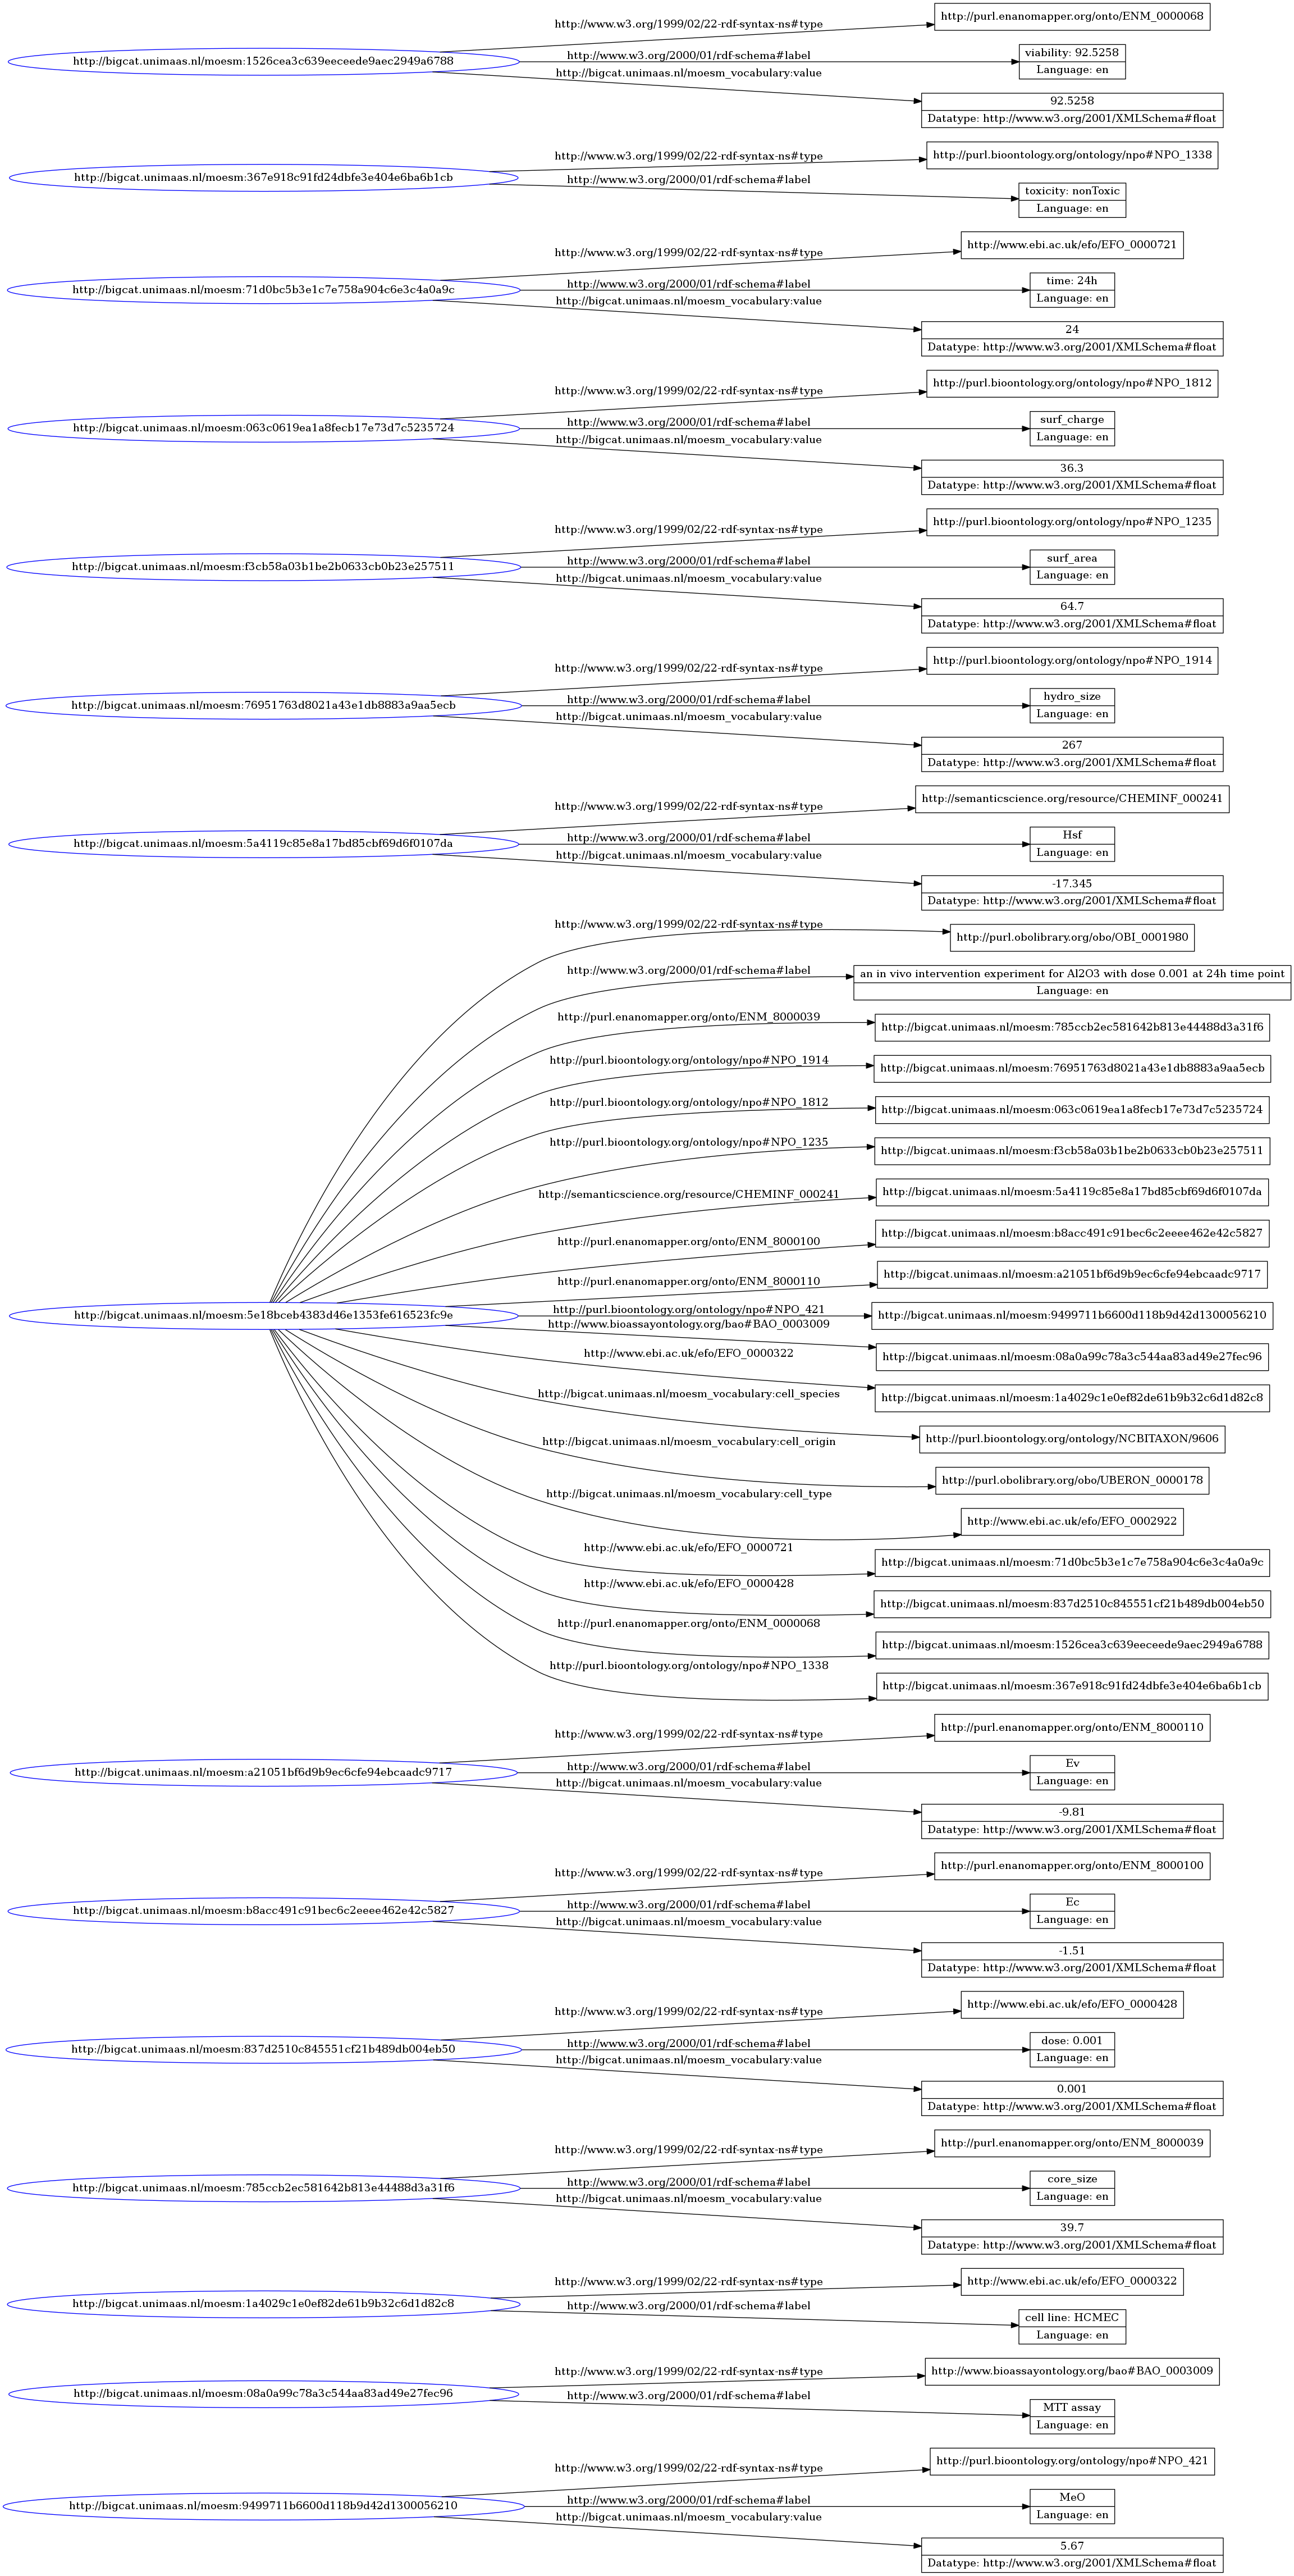 http://www.w3.org/1999/02/22-rdf-syntax-ns#type
http://purl.enanomapper.org/onto/ENM_0000068
http://bigcat.unimaas.nl/moesm:1526cea3c639eeceede9aec2949a6788
http://www.w3.org/2000/01/rdf-schema#label
viability: 92.5258
Language: en
http://bigcat.unimaas.nl/moesm_vocabulary:value
92.5258
Datatype: http://www.w3.org/2001/XMLSchema#float
http://www.w3.org/1999/02/22-rdf-syntax-ns#type
http://purl.bioontology.org/ontology/npo#NPO_1338
http://bigcat.unimaas.nl/moesm:367e918c91fd24dbfe3e404e6ba6b1cb
http://www.w3.org/2000/01/rdf-schema#label
toxicity: nonToxic
Language: en
http://www.w3.org/1999/02/22-rdf-syntax-ns#type
http://www.ebi.ac.uk/efo/EFO_0000721
http://bigcat.unimaas.nl/moesm:71d0bc5b3e1c7e758a904c6e3c4a0a9c
http://www.w3.org/2000/01/rdf-schema#label
time: 24h
Language: en
http://bigcat.unimaas.nl/moesm_vocabulary:value
24
Datatype: http://www.w3.org/2001/XMLSchema#float
http://www.w3.org/1999/02/22-rdf-syntax-ns#type
http://purl.bioontology.org/ontology/npo#NPO_1812
http://bigcat.unimaas.nl/moesm:063c0619ea1a8fecb17e73d7c5235724
http://www.w3.org/2000/01/rdf-schema#label
surf_charge
Language: en
http://bigcat.unimaas.nl/moesm_vocabulary:value
36.3
Datatype: http://www.w3.org/2001/XMLSchema#float
http://www.w3.org/1999/02/22-rdf-syntax-ns#type
http://purl.bioontology.org/ontology/npo#NPO_1235
http://bigcat.unimaas.nl/moesm:f3cb58a03b1be2b0633cb0b23e257511
http://www.w3.org/2000/01/rdf-schema#label
surf_area
Language: en
http://bigcat.unimaas.nl/moesm_vocabulary:value
64.7
Datatype: http://www.w3.org/2001/XMLSchema#float
http://www.w3.org/1999/02/22-rdf-syntax-ns#type
http://purl.bioontology.org/ontology/npo#NPO_1914
http://bigcat.unimaas.nl/moesm:76951763d8021a43e1db8883a9aa5ecb
http://www.w3.org/2000/01/rdf-schema#label
hydro_size
Language: en
http://bigcat.unimaas.nl/moesm_vocabulary:value
267
Datatype: http://www.w3.org/2001/XMLSchema#float
http://www.w3.org/1999/02/22-rdf-syntax-ns#type
http://semanticscience.org/resource/CHEMINF_000241
http://bigcat.unimaas.nl/moesm:5a4119c85e8a17bd85cbf69d6f0107da
http://www.w3.org/2000/01/rdf-schema#label
Hsf
Language: en
http://bigcat.unimaas.nl/moesm_vocabulary:value
-17.345
Datatype: http://www.w3.org/2001/XMLSchema#float
http://www.w3.org/1999/02/22-rdf-syntax-ns#type
http://purl.obolibrary.org/obo/OBI_0001980
http://www.w3.org/2000/01/rdf-schema#label
an in vivo intervention experiment for Al2O3 with dose 0.001 at 24h time point
Language: en
http://purl.enanomapper.org/onto/ENM_8000039
http://bigcat.unimaas.nl/moesm:785ccb2ec581642b813e44488d3a31f6
http://purl.bioontology.org/ontology/npo#NPO_1914
http://bigcat.unimaas.nl/moesm:76951763d8021a43e1db8883a9aa5ecb
http://purl.bioontology.org/ontology/npo#NPO_1812
http://bigcat.unimaas.nl/moesm:063c0619ea1a8fecb17e73d7c5235724
http://purl.bioontology.org/ontology/npo#NPO_1235
http://bigcat.unimaas.nl/moesm:f3cb58a03b1be2b0633cb0b23e257511
http://semanticscience.org/resource/CHEMINF_000241
http://bigcat.unimaas.nl/moesm:5a4119c85e8a17bd85cbf69d6f0107da
http://purl.enanomapper.org/onto/ENM_8000100
http://bigcat.unimaas.nl/moesm:b8acc491c91bec6c2eeee462e42c5827
http://purl.enanomapper.org/onto/ENM_8000110
http://bigcat.unimaas.nl/moesm:a21051bf6d9b9ec6cfe94ebcaadc9717
http://bigcat.unimaas.nl/moesm:5e18bceb4383d46e1353fe616523fc9e
http://purl.bioontology.org/ontology/npo#NPO_421
http://bigcat.unimaas.nl/moesm:9499711b6600d118b9d42d1300056210
http://www.bioassayontology.org/bao#BAO_0003009
http://bigcat.unimaas.nl/moesm:08a0a99c78a3c544aa83ad49e27fec96
http://www.ebi.ac.uk/efo/EFO_0000322
http://bigcat.unimaas.nl/moesm:1a4029c1e0ef82de61b9b32c6d1d82c8
http://bigcat.unimaas.nl/moesm_vocabulary:cell_species
http://purl.bioontology.org/ontology/NCBITAXON/9606
http://bigcat.unimaas.nl/moesm_vocabulary:cell_origin
http://purl.obolibrary.org/obo/UBERON_0000178
http://bigcat.unimaas.nl/moesm_vocabulary:cell_type
http://www.ebi.ac.uk/efo/EFO_0002922
http://www.ebi.ac.uk/efo/EFO_0000721
http://bigcat.unimaas.nl/moesm:71d0bc5b3e1c7e758a904c6e3c4a0a9c
http://www.ebi.ac.uk/efo/EFO_0000428
http://bigcat.unimaas.nl/moesm:837d2510c845551cf21b489db004eb50
http://purl.enanomapper.org/onto/ENM_0000068
http://bigcat.unimaas.nl/moesm:1526cea3c639eeceede9aec2949a6788
http://purl.bioontology.org/ontology/npo#NPO_1338
http://bigcat.unimaas.nl/moesm:367e918c91fd24dbfe3e404e6ba6b1cb
http://www.w3.org/1999/02/22-rdf-syntax-ns#type
http://purl.enanomapper.org/onto/ENM_8000110
http://bigcat.unimaas.nl/moesm:a21051bf6d9b9ec6cfe94ebcaadc9717
http://www.w3.org/2000/01/rdf-schema#label
Ev
Language: en
http://bigcat.unimaas.nl/moesm_vocabulary:value
-9.81
Datatype: http://www.w3.org/2001/XMLSchema#float
http://www.w3.org/1999/02/22-rdf-syntax-ns#type
http://purl.enanomapper.org/onto/ENM_8000100
http://bigcat.unimaas.nl/moesm:b8acc491c91bec6c2eeee462e42c5827
http://www.w3.org/2000/01/rdf-schema#label
Ec
Language: en
http://bigcat.unimaas.nl/moesm_vocabulary:value
-1.51
Datatype: http://www.w3.org/2001/XMLSchema#float
http://www.w3.org/1999/02/22-rdf-syntax-ns#type
http://www.ebi.ac.uk/efo/EFO_0000428
http://bigcat.unimaas.nl/moesm:837d2510c845551cf21b489db004eb50
http://www.w3.org/2000/01/rdf-schema#label
dose: 0.001
Language: en
http://bigcat.unimaas.nl/moesm_vocabulary:value
0.001
Datatype: http://www.w3.org/2001/XMLSchema#float
http://www.w3.org/1999/02/22-rdf-syntax-ns#type
http://purl.enanomapper.org/onto/ENM_8000039
http://bigcat.unimaas.nl/moesm:785ccb2ec581642b813e44488d3a31f6
http://www.w3.org/2000/01/rdf-schema#label
core_size
Language: en
http://bigcat.unimaas.nl/moesm_vocabulary:value
39.7
Datatype: http://www.w3.org/2001/XMLSchema#float
http://www.w3.org/1999/02/22-rdf-syntax-ns#type
http://www.ebi.ac.uk/efo/EFO_0000322
http://bigcat.unimaas.nl/moesm:1a4029c1e0ef82de61b9b32c6d1d82c8
http://www.w3.org/2000/01/rdf-schema#label
cell line: HCMEC
Language: en
http://www.w3.org/1999/02/22-rdf-syntax-ns#type
http://www.bioassayontology.org/bao#BAO_0003009
http://bigcat.unimaas.nl/moesm:08a0a99c78a3c544aa83ad49e27fec96
http://www.w3.org/2000/01/rdf-schema#label
MTT assay
Language: en
http://www.w3.org/1999/02/22-rdf-syntax-ns#type
http://purl.bioontology.org/ontology/npo#NPO_421
http://bigcat.unimaas.nl/moesm:9499711b6600d118b9d42d1300056210
http://www.w3.org/2000/01/rdf-schema#label
MeO
Language: en
http://bigcat.unimaas.nl/moesm_vocabulary:value
5.67
Datatype: http://www.w3.org/2001/XMLSchema#float